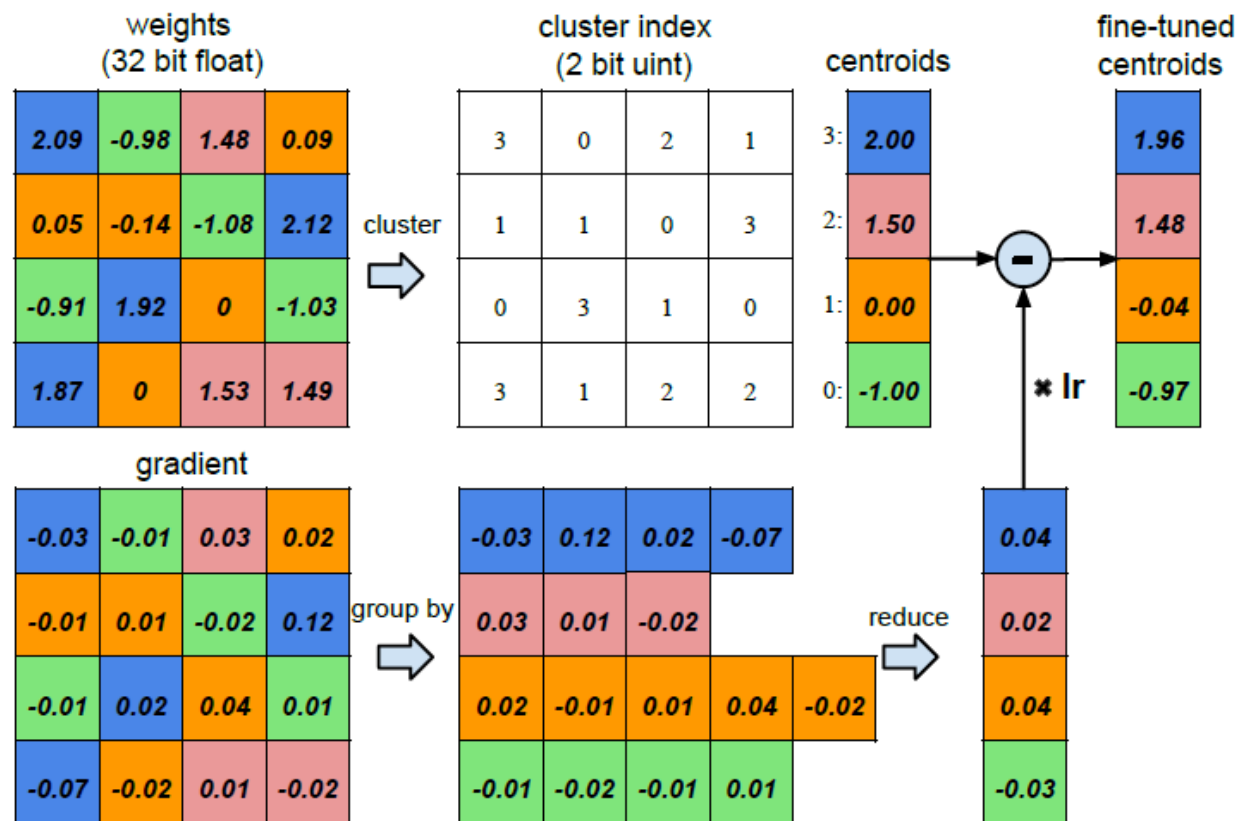 weights
(32 bit float)
cluster index
(2 bit uint)
centroids
fine-tuned
centroids
2.09 -0.98 1.48 0.09
3 0 2 1
3: 2.00
1.96
0.05 -0.14 -1.08 2.12
cluster
1 1 0 3
2: 1.50
1.48
-
-0.91 1.92 0 -1.03
0 3 1 0
1: 0.00
-0.04
1.87 0 1.53 1.49
3 1 2 2
0: -1.00
× lr
-0.97
gradient
-0.03 -0.01 0.03 0.02
-0.03 0.12 0.02 -0.07
0.04
-0.01 0.01 -0.02 0.12
group by
0.03 0.01 -0.02
reduce
0.02
-0.01 0.02 0.04 0.01
0.02 -0.01 0.01 0.04 -0.02
0.04
-0.07 -0.02 0.01 -0.02
-0.01 -0.02 -0.01 0.01
-0.03